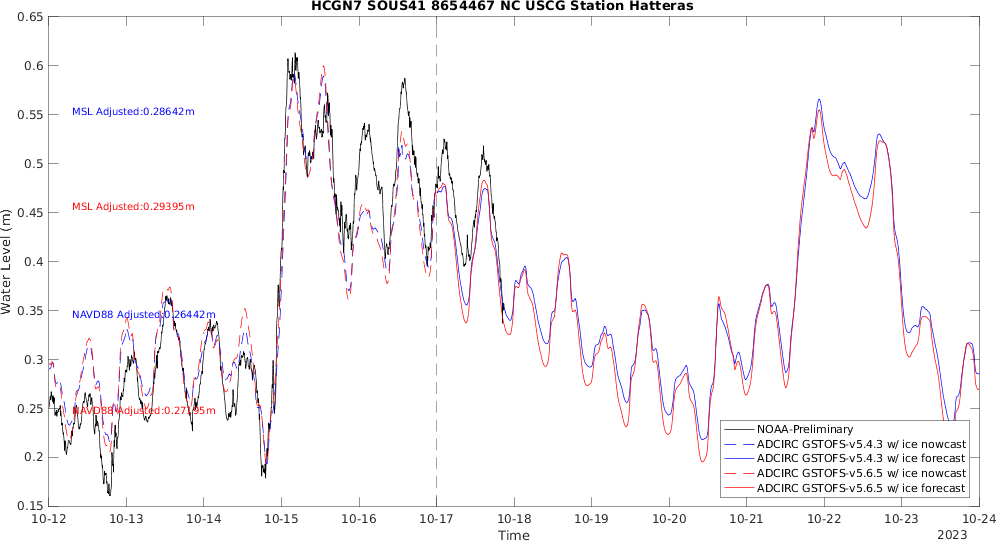 HCGN7 SOUS41 8654467 NC USCG Station Hatteras
0.65
0.6
0.55
0.5
0.45
0.4
0.35
0.3
0.25
0.2
0.15
Water Level (m)
MSL Adjusted:0.28642m
MSL Adjusted:0.29395m
NAVD88 Adjusted:0.26442m
NAVD88 Adjusted:0.27195m
NOAA-Preliminary
ADCIRC GSTOFS-v5.4.3 w/ ice nowcast
ADCIRC GSTOFS-v5.4.3 w/ ice forecast
ADCIRC GSTOFS-v5.6.5 w/ ice nowcast
ADCIRC GSTOFS-v5.6.5 w/ ice forecast
10-12 10-13 10-14 10-15 10-16 10-17 10-18 10-19 10-20 10-21 10-22 10-23 10-24
Time
2023